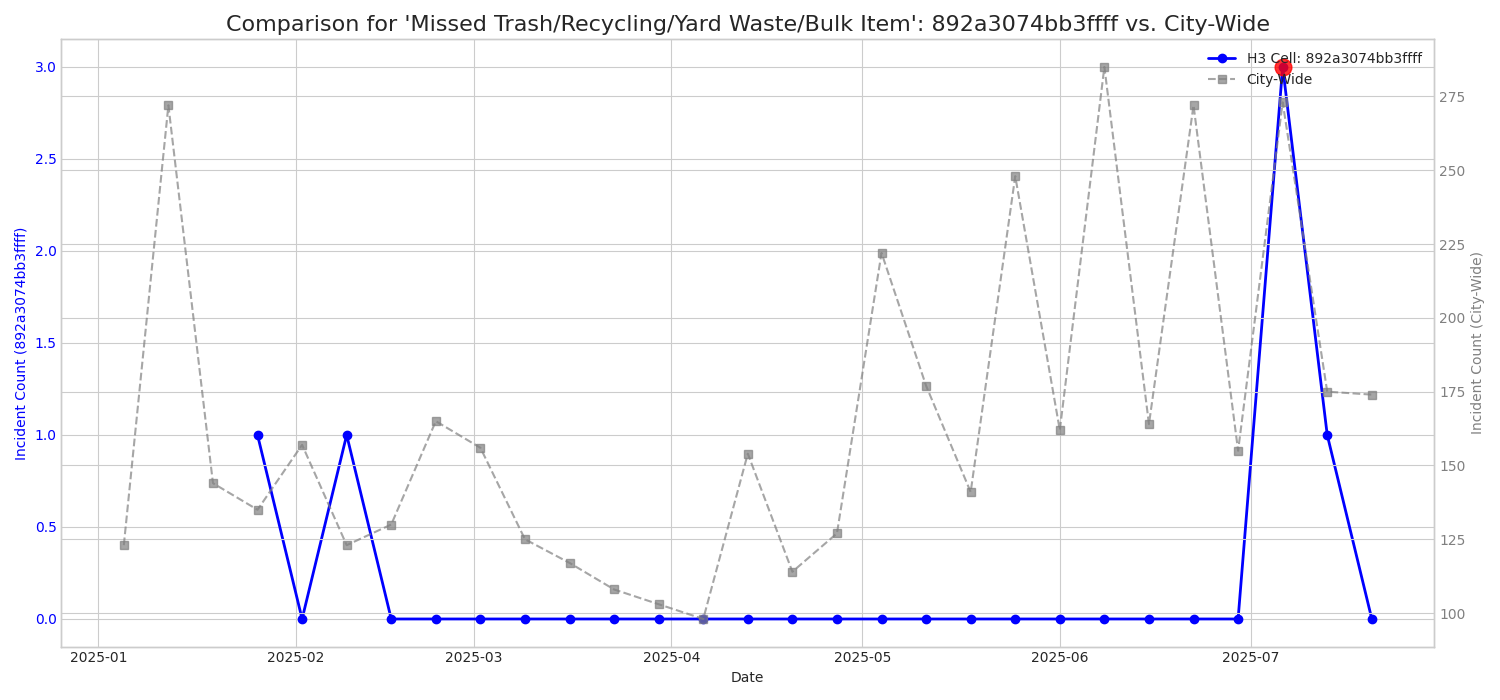 Comparison for 'Missed Trash/Recycling/Yard Waste/Bulk Item': 892a3074bb3ffff vs. City-Wide
H3 Cell: 892a3074bb3ffff
City-Wide
Incident Count (892a3074bb3ffff)
3.0
2.5
2.0
1.5
1.0
0.5
0.0
275
250
225
200
175
150
125
100
Incident Count (City-Wide)
2025-01 2025-02 2025-03 2025-04 2025-05 2025-06 2025-07
Date